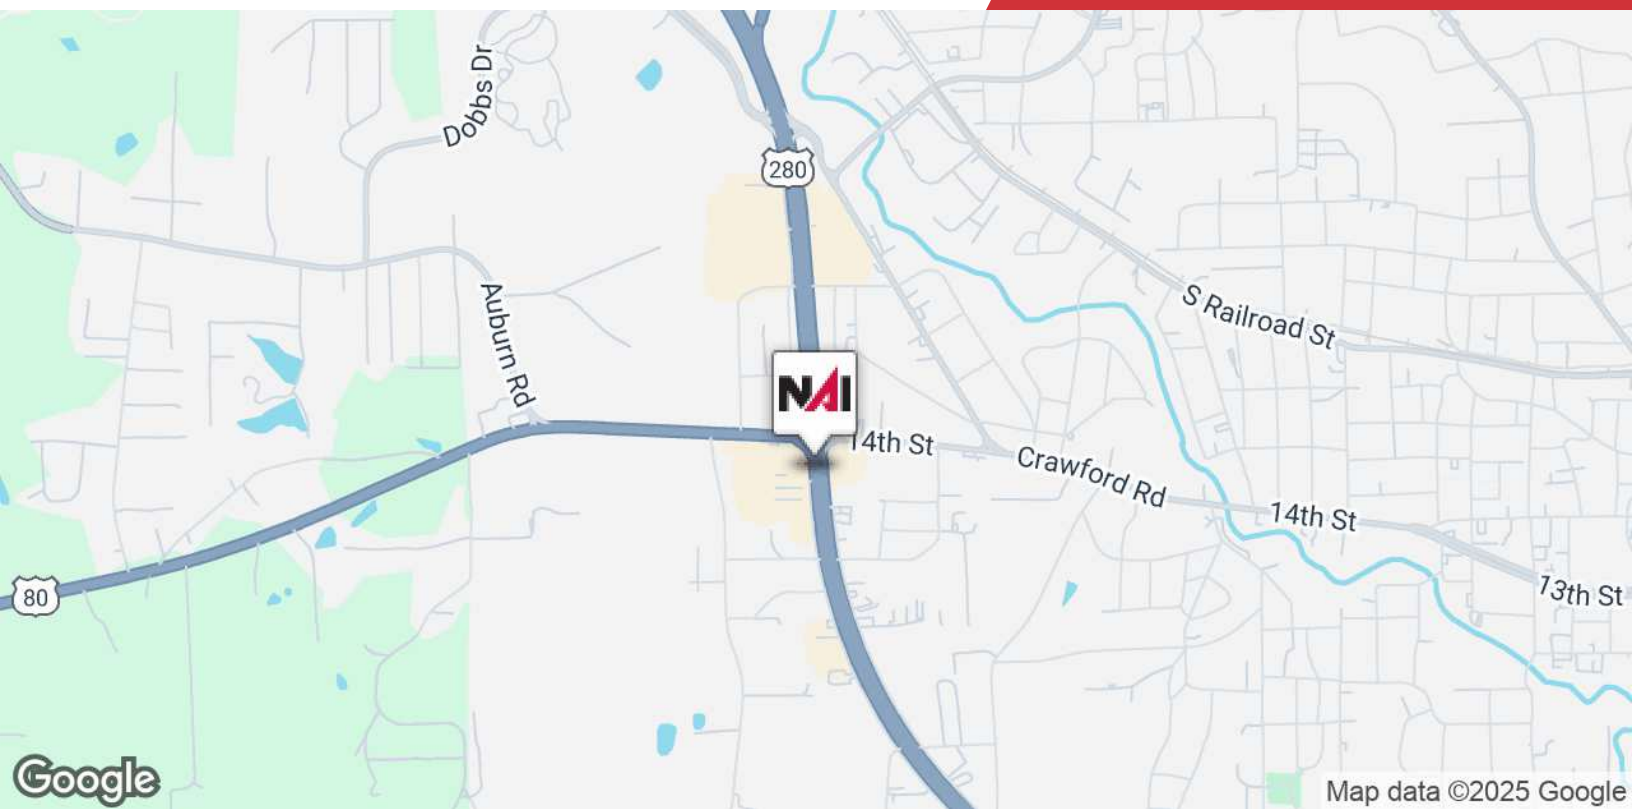 Dobbs Dr
280
S Railroad St
Auburn Rd
NAI
14th St
Crawford Rd
14th St
80
13th St
Google
Map data ©2025 Google